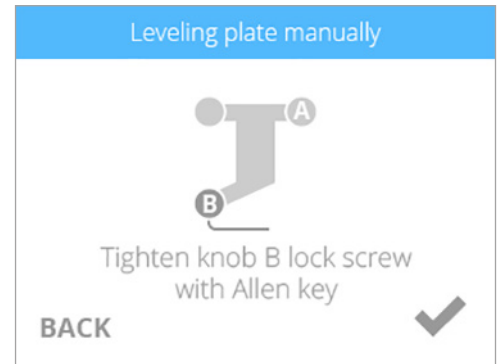 Leveling plate manually
A
B
Tighten knob B lock screw
with Allen key
BACK